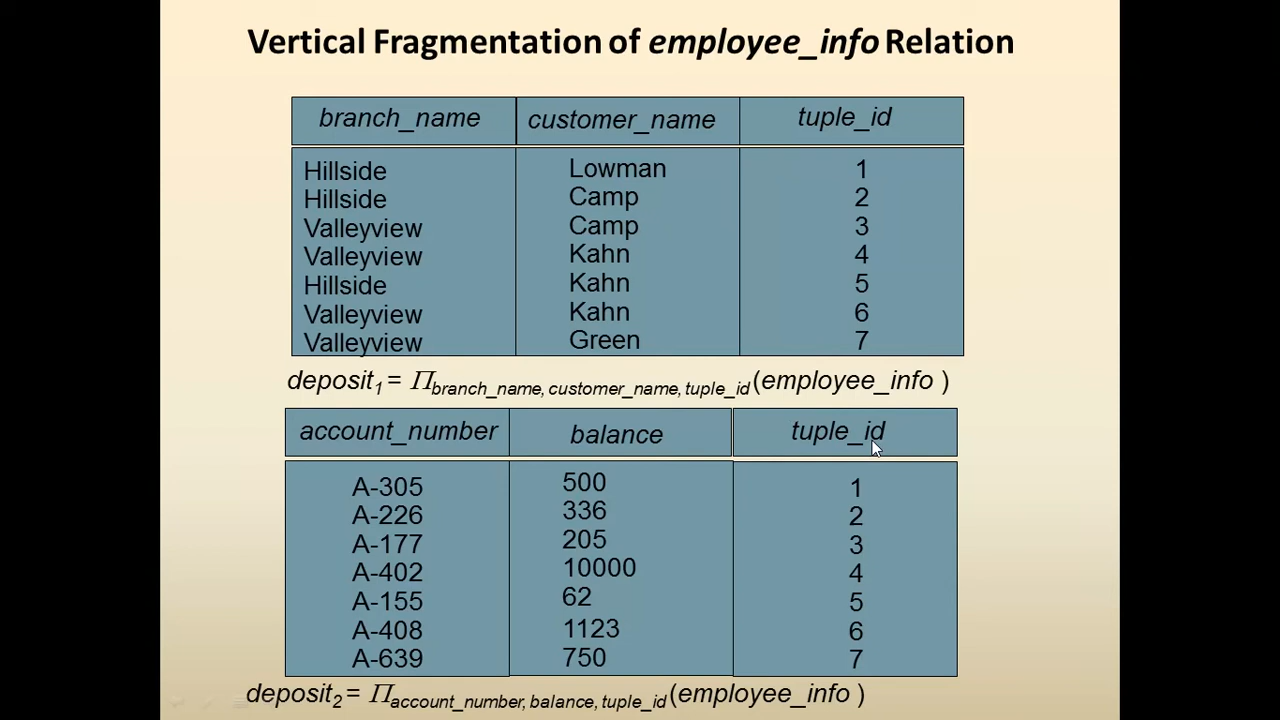 Vertical Fragmentation of employee_info Relation
branch_name customer_name tuple_id
Hillside Lowman 1
Hillside Camp 2
Valleyview Camp 3
Valleyview Kahn 4
Hillside Kahn 5
Valleyview Kahn 6
Valleyview Green 7
deposit₁ = Π branch_name, customer_name, tuple_id (employee_info )
account_number balance tuple_id
A-305 500 1
A-226 336 2
A-177 205 3
A-402 10000 4
A-155 62 5
A-408 1123 6
A-639 750 7
deposit₂ = Π account_number, balance, tuple_id (employee_info )